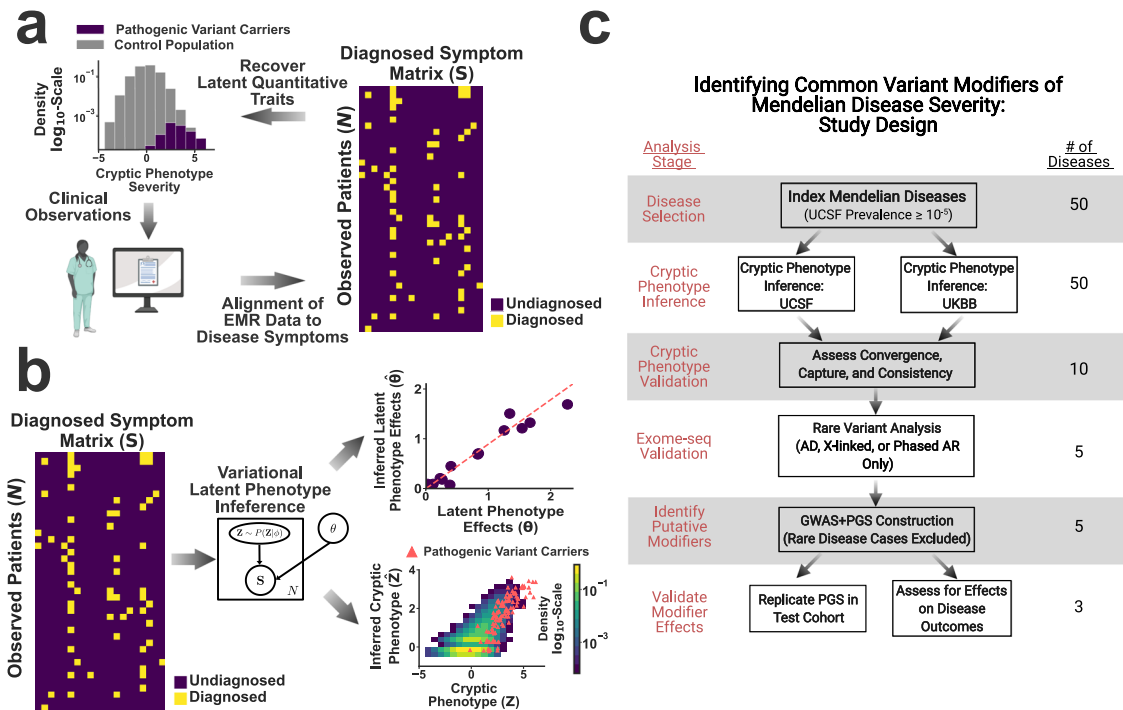 a
Pathogenic Variant Carriers
Control Population
Density
log₁₀-Scale
10⁻¹
10⁻³
−5
0
5
Cryptic Phenotype
Severity
Recover
Latent Quantitative
Traits
Diagnosed Symptom
Matrix (S)
Observed Patients (N)
Undiagnosed
Diagnosed
Clinical
Observations
Alignment of
EMR Data to
Disease Symptoms
b
Diagnosed Symptom
Matrix (S)
Observed Patients (N)
Undiagnosed
Diagnosed
Variational
Latent Phenotype
Ineference
Z ∼ P(Z|ϕ)
θ
S
N
Inferred Latent
Phenotype Effects (θ̂)
2
1
0
0
1
2
Latent Phenotype
Effects (θ)
Pathogenic Variant Carriers
Inferred Cryptic
Phenotype (Ẑ)
4
2
0
−5
0
5
Cryptic
Phenotype (Z)
Density
log₁₀-Scale
10⁻¹
10⁻³
c
Identifying Common Variant Modifiers of
Mendelian Disease Severity:
Study Design
Analysis
Stage
# of
Diseases
Disease
Selection
Index Mendelian Diseases
(UCSF Prevalence ≥ 10⁻⁵)
50
Cryptic
Phenotype
Inference
Cryptic Phenotype
Inference:
UCSF
Cryptic Phenotype
Inference:
UKBB
50
Cryptic
Phenotype
Validation
Assess Convergence,
Capture, and Consistency
10
Exome-seq
Validation
Rare Variant Analysis
(AD, X-linked, or Phased AR
Only)
5
Identify
Putative
Modifiers
GWAS+PGS Construction
(Rare Disease Cases Excluded)
5
Validate
Modifier
Effects
Replicate PGS in
Test Cohort
Assess for Effects
on Disease
Outcomes
3